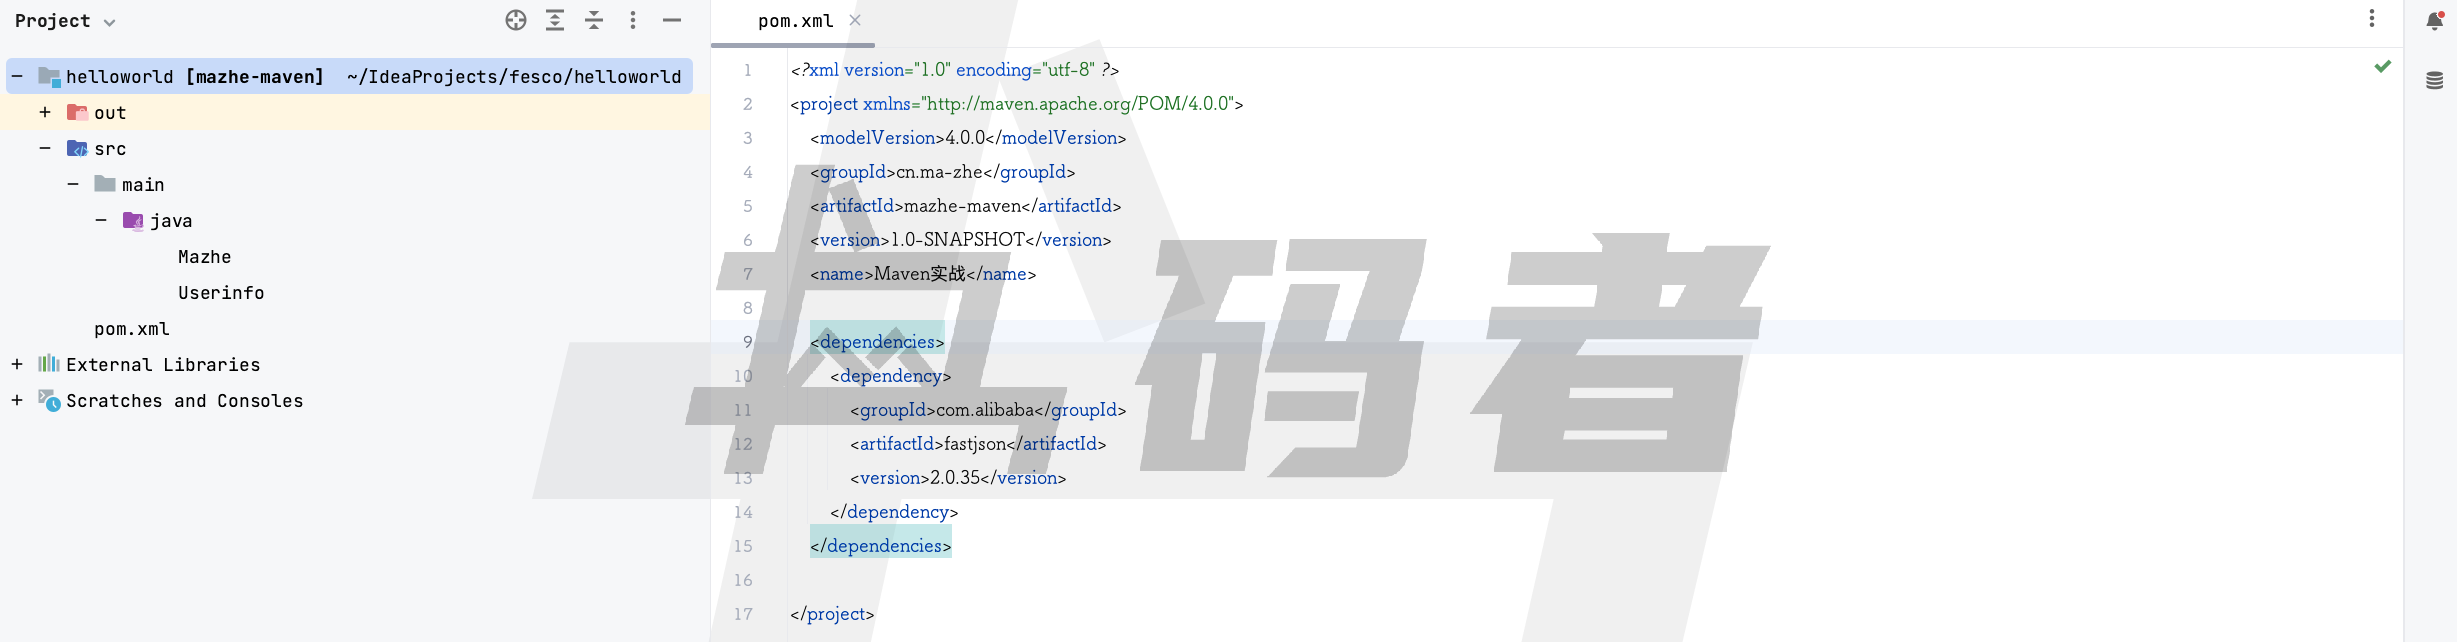 Project
helloworld [mazhe-maven] ~/IdeaProjects/fesco/helloworld
out
src
main
java
Mazhe
Userinfo
pom.xml
External Libraries
Scratches and Consoles
pom.xml
1 <?xml version="1.0" encoding="utf-8" ?>
2 <project xmlns="http://maven.apache.org/POM/4.0.0">
3 <modelVersion>4.0.0</modelVersion>
4 <groupId>cn.ma-zhe</groupId>
5 <artifactId>mazhe-maven</artifactId>
6 <version>1.0-SNAPSHOT</version>
7 <name>Maven实战</name>
8
9 <dependencies>
10 <dependency>
11 <groupId>com.alibaba</groupId>
12 <artifactId>fastjson</artifactId>
13 <version>2.0.35</version>
14 </dependency>
15 </dependencies>
16
17 </project>
码者